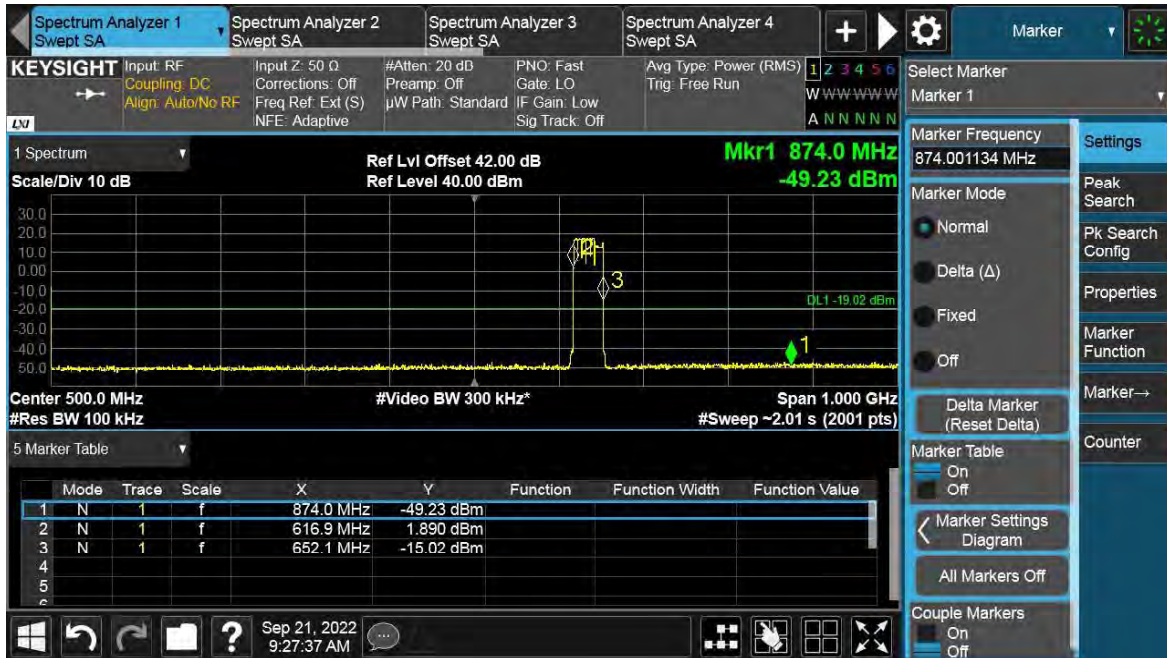 Spectrum Analyzer 1
Swept SA
Spectrum Analyzer 2
Swept SA
Spectrum Analyzer 3
Swept SA
Spectrum Analyzer 4
Swept SA
+
Marker
KEYSIGHT
LXI
Input: RF
Coupling: DC
Align: Auto/No RF
Input Z: 50 Ω
Corrections: Off
Freq Ref: Ext (S)
NFE: Adaptive
#Atten: 20 dB
Preamp: Off
µW Path: Standard
PNO: Fast
Gate: LO
IF Gain: Low
Sig Track: Off
Avg Type: Power (RMS)
Trig: Free Run
1 2 3 4 5 6
W W W W W W
A N N N N N
Select Marker
Marker 1
1 Spectrum
Scale/Div 10 dB
Ref Lvl Offset 42.00 dB
Ref Level 40.00 dBm
Mkr1 874.0 MHz
-49.23 dBm
30.0
20.0
10.0
0.00
-10.0
-20.0
-30.0
-40.0
50.0
3
1
DL1 -19.02 dBm
Center 500.0 MHz
#Res BW 100 kHz
#Video BW 300 kHz*
Span 1.000 GHz
#Sweep ~2.01 s (2001 pts)
5 Marker Table
Mode Trace Scale X Y Function Function Width Function Value
1 N 1 f 874.0 MHz -49.23 dBm
2 N 1 f 616.9 MHz 1.890 dBm
3 N 1 f 652.1 MHz -15.02 dBm
4
5
Marker Frequency
874.001134 MHz
Marker Mode
Normal
Delta (Δ)
Fixed
Off
Delta Marker
(Reset Delta)
Marker Table
On
Off
Marker Settings
Diagram
All Markers Off
Couple Markers
On
Off
Settings
Peak
Search
Pk Search
Config
Properties
Marker
Function
Marker→
Counter
?
Sep 21, 2022
9:27:37 AM